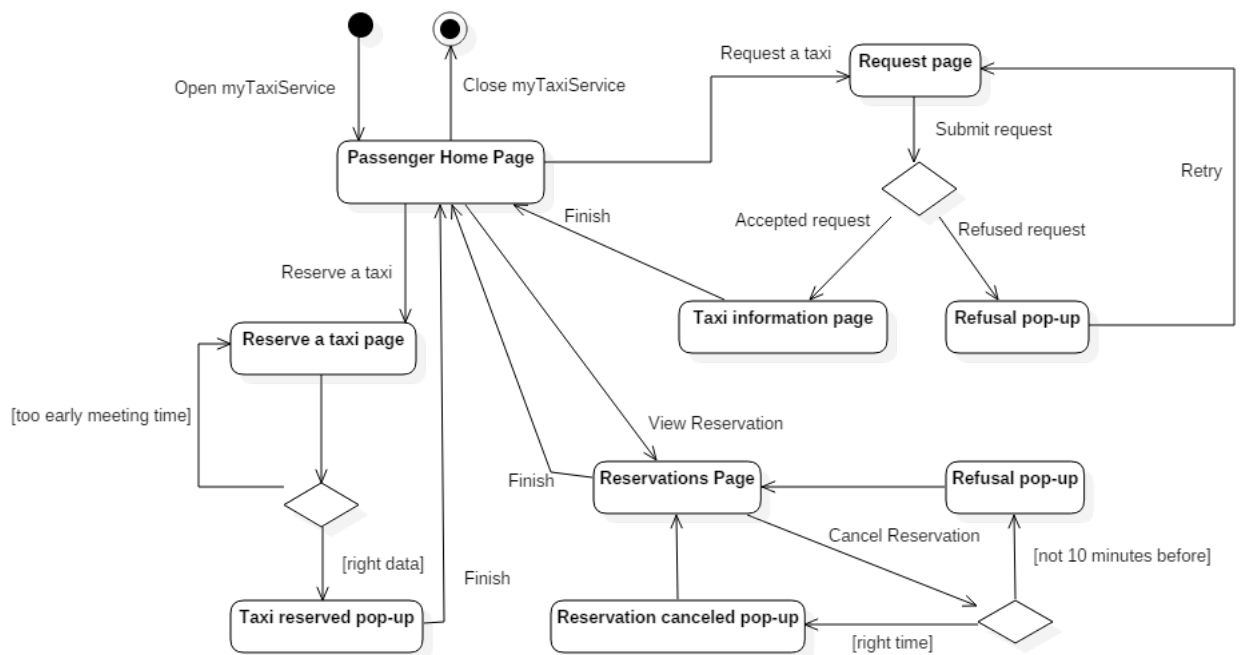 Request a taxi
Request page
Open myTaxiService
Close myTaxiService
Submit request
Passenger Home Page
Retry
Finish
Accepted request
Refused request
Reserve a taxi
Taxi information page
Refusal pop-up
Reserve a taxi page
[too early meeting time]
View Reservation
Finish
Reservations Page
Refusal pop-up
Cancel Reservation
[right data]
[not 10 minutes before]
Finish
Taxi reserved pop-up
Reservation canceled pop-up
[right time]